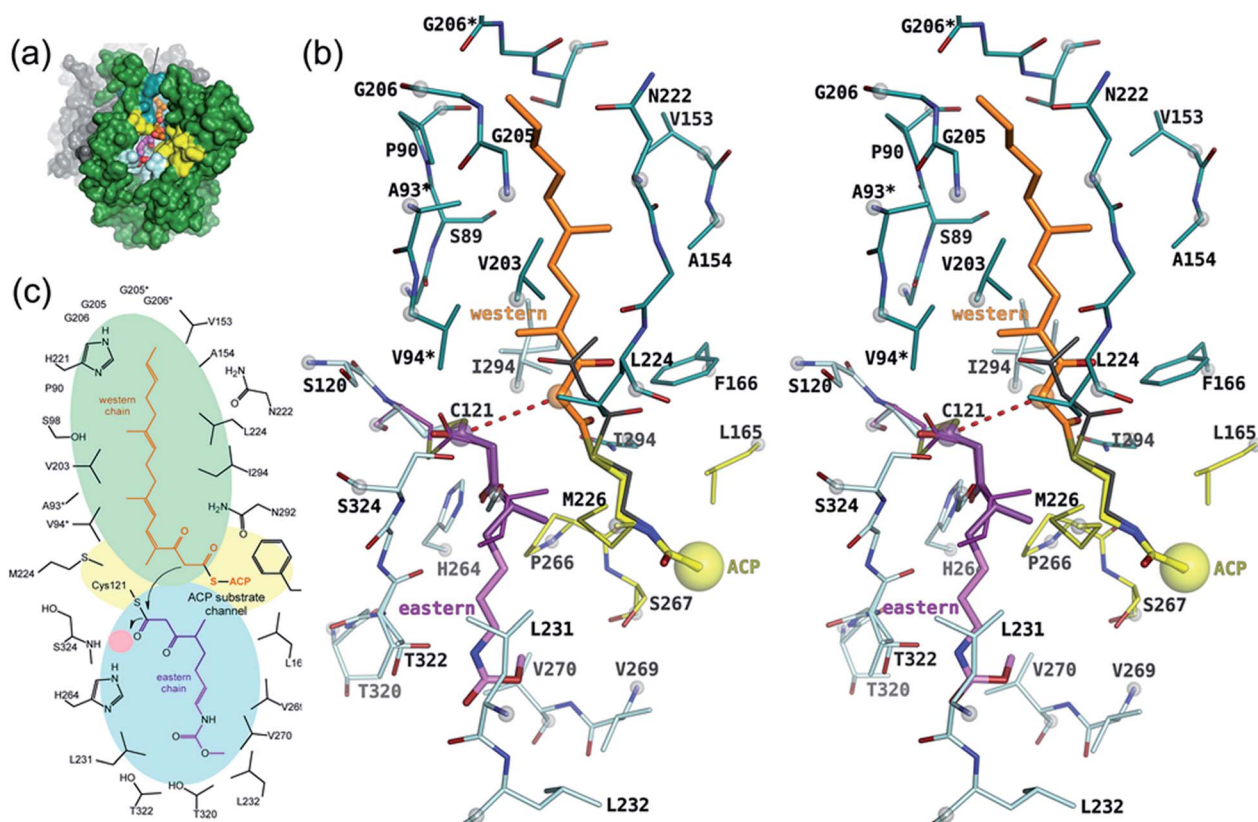 (a)
(b)
G206*
G206
N222
V153
G205
P90
A93*
S89
A154
V203
western
V94*
I294
L224
S120
F166
C121
I294
L165
S324
M226
H264
P266
ACP
eastern
S267
L231
T322
V270
V269
T320
L232
G206*
G206
N222
V153
G205
P90
A93*
S89
A154
V203
western
V94*
I294
L224
S120
F166
C121
I294
L165
S324
M226
H264
P266
ACP
eastern
S267
L231
T322
V270
V269
T320
L232
(c)
G205*
G205
G206*
G206
V153
H
N
H221
A154
N
H2N
P90
western
chain
O
N222
S98
OH
L224
V203
I294
A93*
H2N
N292
V94*
O
O
O
M224
S
Cys121
S
ACP
S
ACP substrate
channel
HO
O
O
S324
NH
L16
H
N
H264
eastern
chain
N
NH
V269
O
O
V270
L231
HO
HO
L232
T322
T320